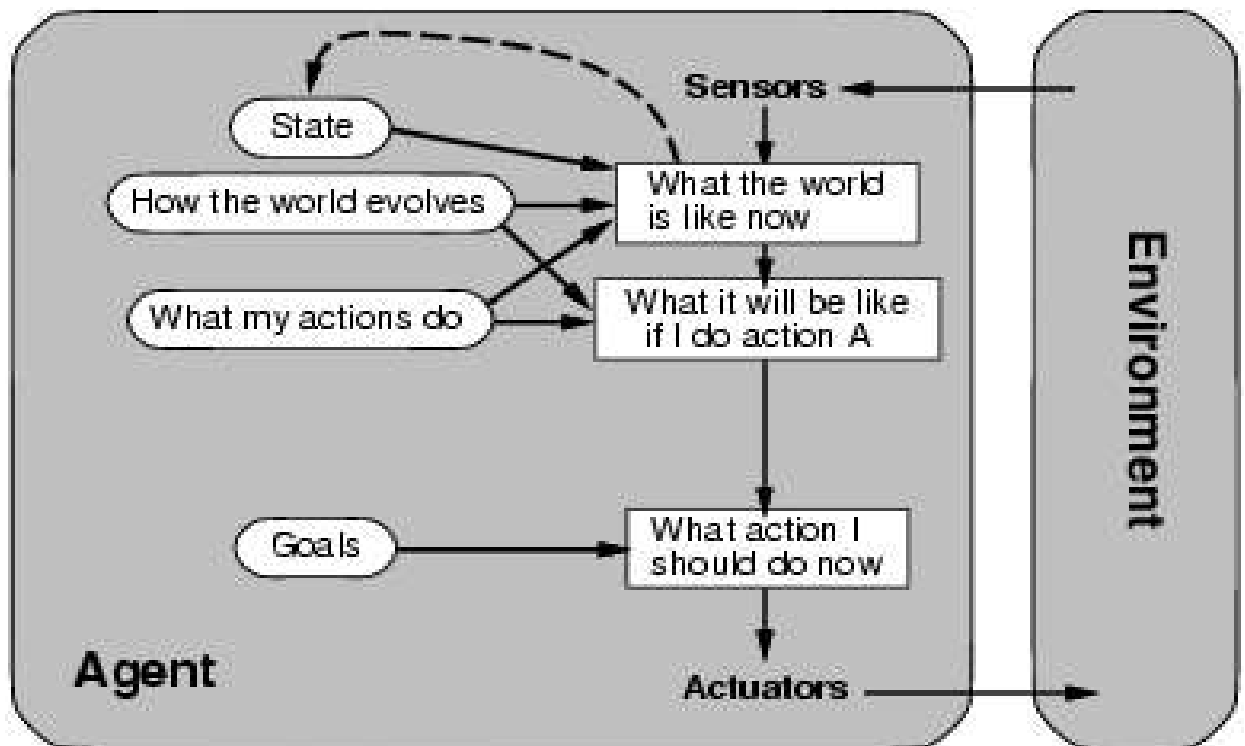 Sensors
State
What the world
is like now
How the world evolves
What it will be like
if I do action A
What my actions do
Goals
What action I
should do now
Agent
Actuators
Environment